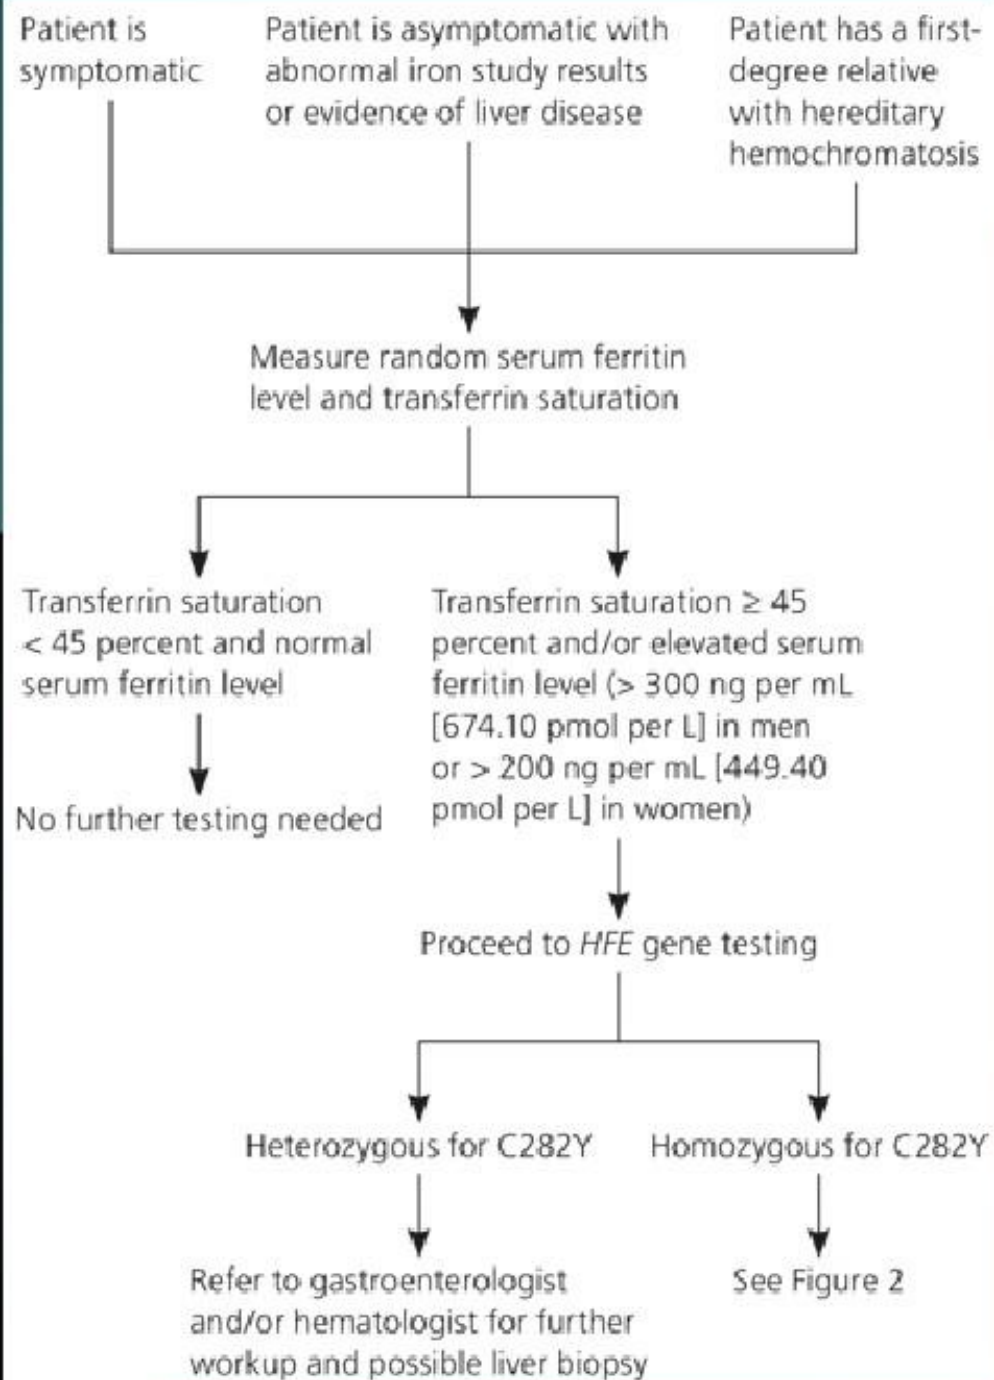 Patient is
symptomatic
Patient is asymptomatic with
abnormal iron study results
or evidence of liver disease
Patient has a first-
degree relative
with hereditary
hemochromatosis
Measure random serum ferritin
level and transferrin saturation
Transferrin saturation
< 45 percent and normal
serum ferritin level
No further testing needed
Transferrin saturation ≥ 45
percent and/or elevated serum
ferritin level (> 300 ng per mL
[674.10 pmol per L] in men
or > 200 ng per mL [449.40
pmol per L] in women)
Proceed to HFE gene testing
Heterozygous for C282Y
Refer to gastroenterologist
and/or hematologist for further
workup and possible liver biopsy
Homozygous for C282Y
See Figure 2